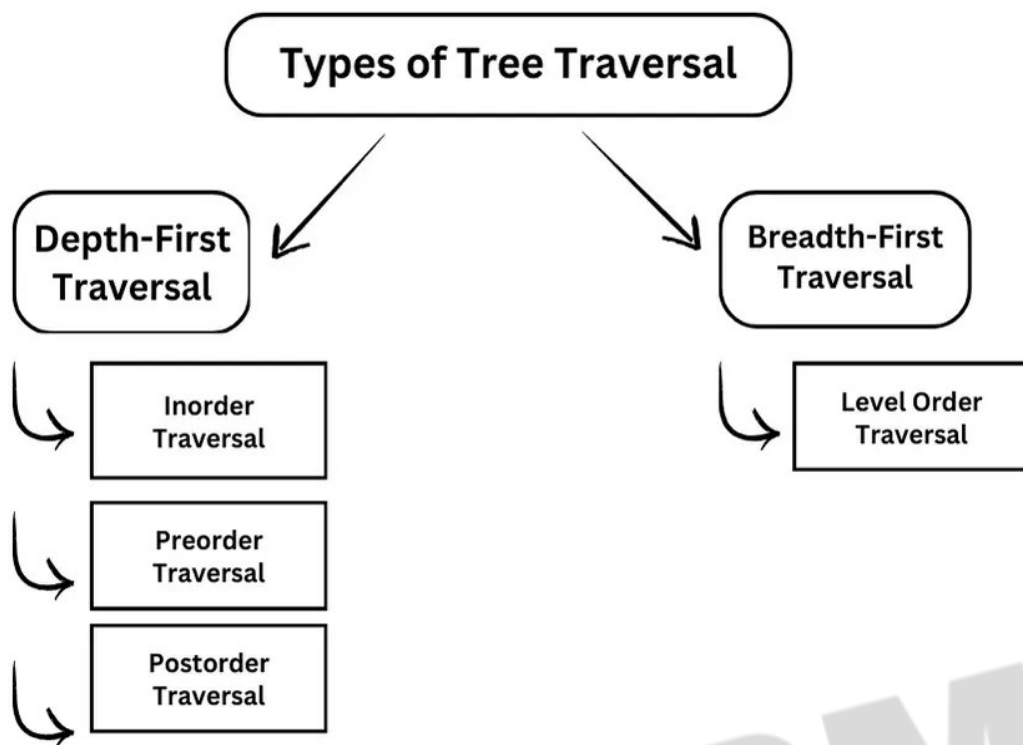 Types of Tree Traversal
Depth-First
Traversal
Inorder
Traversal
Preorder
Traversal
Postorder
Traversal
Breadth-First
Traversal
Level Order
Traversal